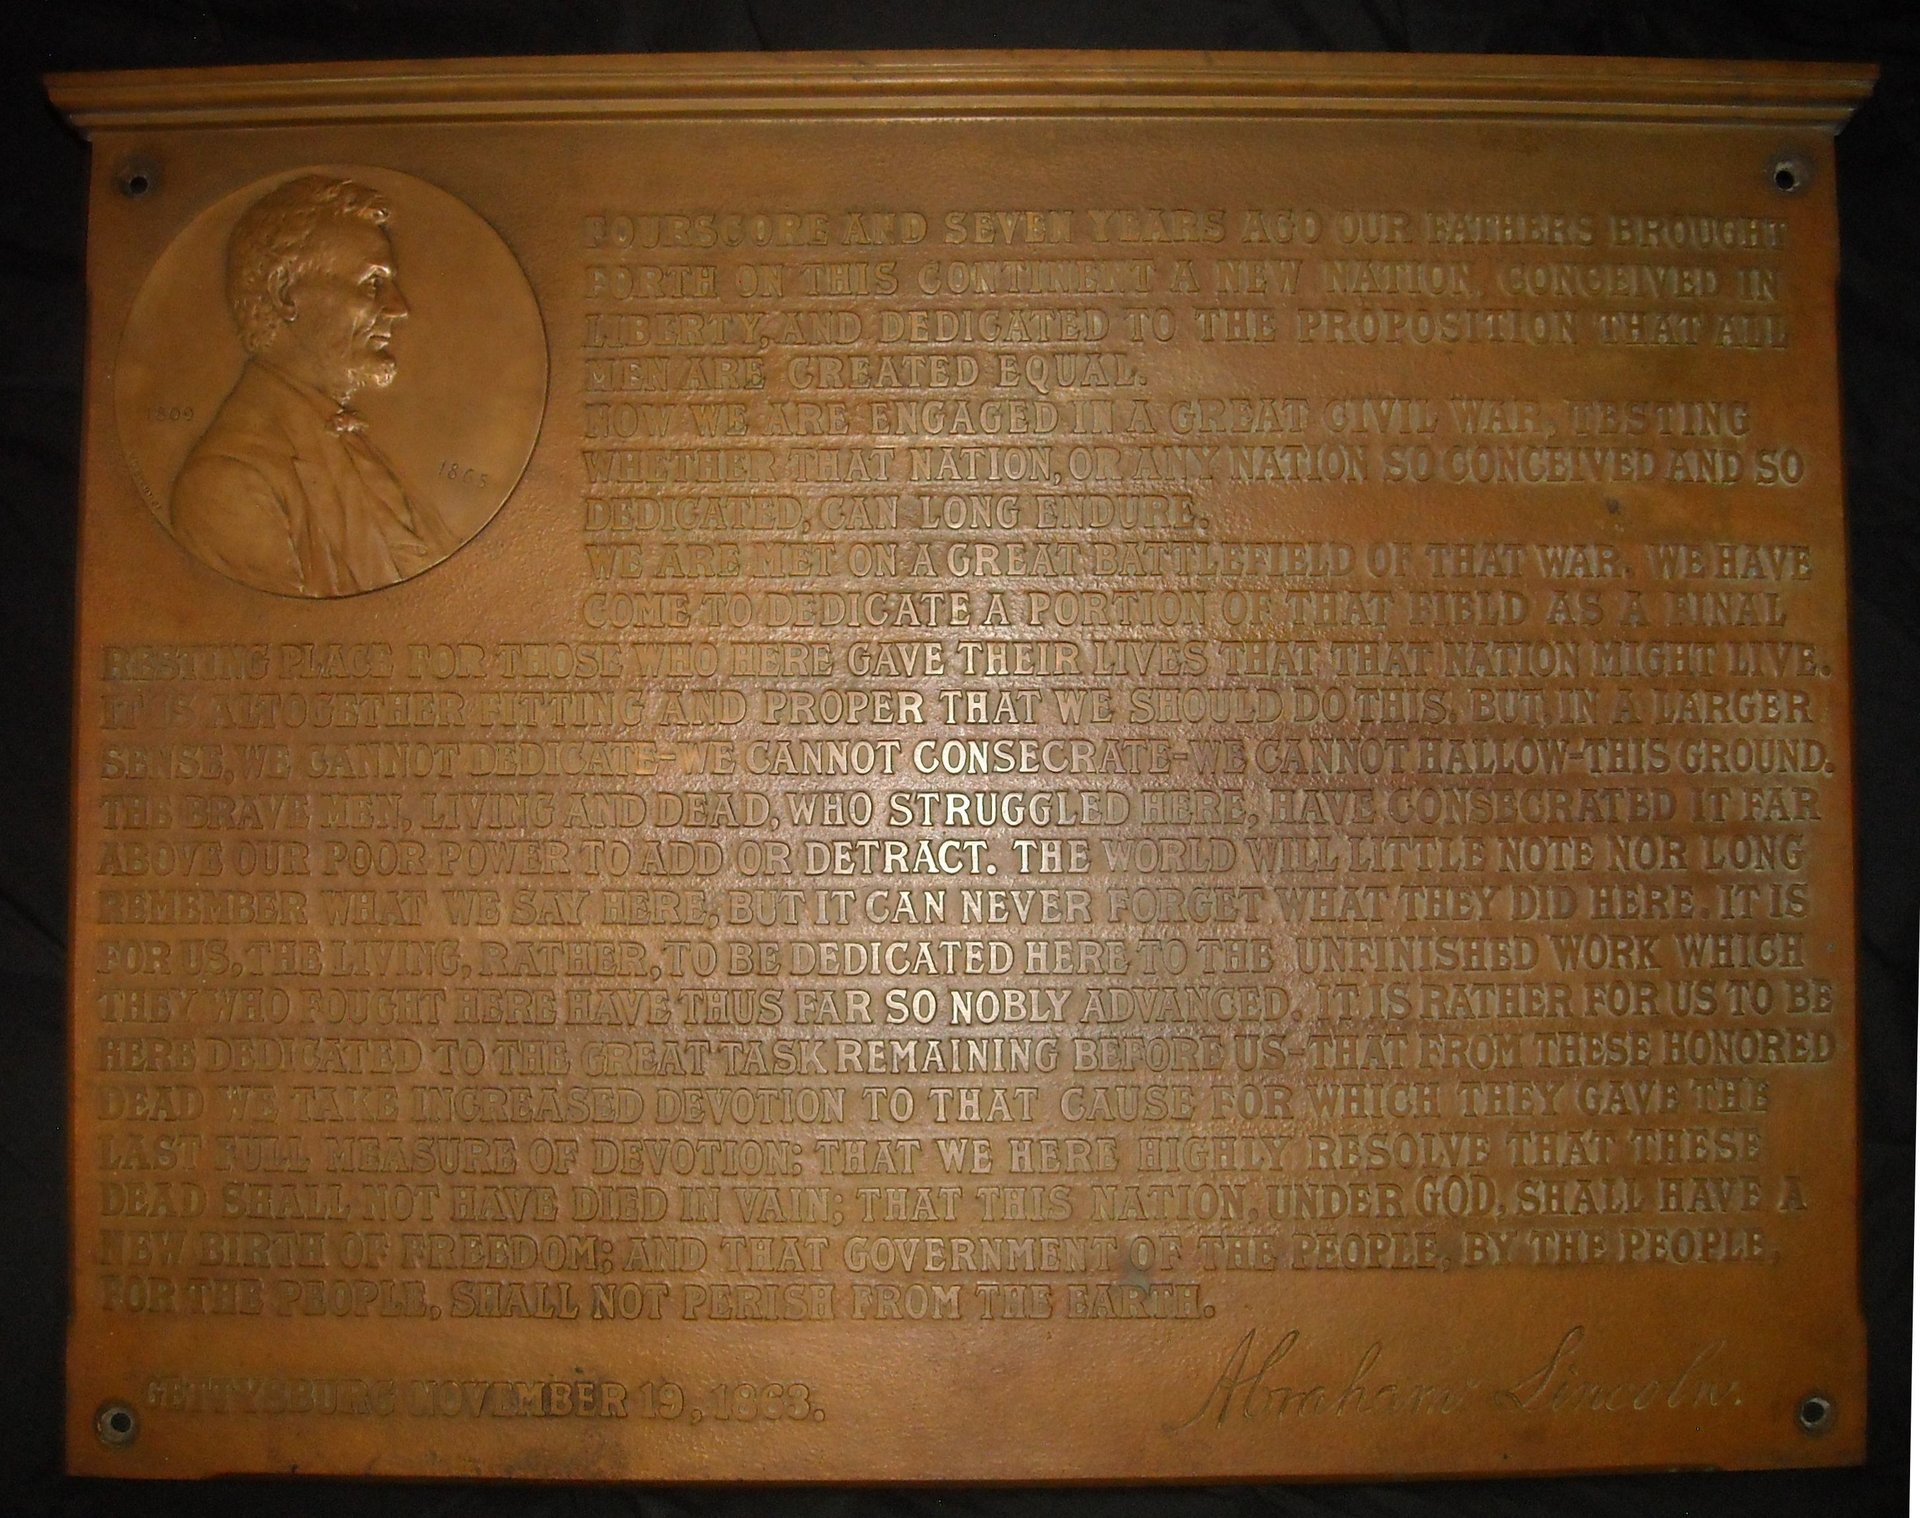 FOURSCORE AND SEVEN YEARS AGO OUR FATHERS BROUGHT
FORTH ON THIS CONTINENT A NEW NATION, CONCEIVED IN
LIBERTY, AND DEDICATED TO THE PROPOSITION THAT ALL
MEN ARE CREATED EQUAL.
NOW WE ARE ENGAGED IN A GREAT CIVIL WAR, TESTING
WHETHER THAT NATION, OR ANY NATION SO CONCEIVED AND SO
DEDICATED, CAN LONG ENDURE.
WE ARE MET ON A GREAT BATTLEFIELD OF THAT WAR. WE HAVE
COME TO DEDICATE A PORTION OF THAT FIELD AS A FINAL
RESTING PLACE FOR THOSE WHO HERE GAVE THEIR LIVES THAT THAT NATION MIGHT LIVE.
IT IS ALTOGETHER FITTING AND PROPER THAT WE SHOULD DO THIS. BUT, IN A LARGER
SENSE, WE CANNOT DEDICATE-WE CANNOT CONSECRATE-WE CANNOT HALLOW-THIS GROUND.
THE BRAVE MEN, LIVING AND DEAD, WHO STRUGGLED HERE, HAVE CONSECRATED IT FAR
ABOVE OUR POOR POWER TO ADD OR DETRACT. THE WORLD WILL LITTLE NOTE NOR LONG
REMEMBER WHAT WE SAY HERE, BUT IT CAN NEVER FORGET WHAT THEY DID HERE. IT IS
FOR US, THE LIVING, RATHER, TO BE DEDICATED HERE TO THE UNFINISHED WORK WHICH
THEY WHO FOUGHT HERE HAVE THUS FAR SO NOBLY ADVANCED. IT IS RATHER FOR US TO BE
HERE DEDICATED TO THE GREAT TASK REMAINING BEFORE US-THAT FROM THESE HONORED
DEAD WE TAKE INCREASED DEVOTION TO THAT CAUSE FOR WHICH THEY GAVE THE
LAST FULL MEASURE OF DEVOTION: THAT WE HERE HIGHLY RESOLVE THAT THESE
DEAD SHALL NOT HAVE DIED IN VAIN; THAT THIS NATION, UNDER GOD, SHALL HAVE A
NEW BIRTH OF FREEDOM; AND THAT GOVERNMENT OF THE PEOPLE, BY THE PEOPLE,
FOR THE PEOPLE, SHALL NOT PERISH FROM THE EARTH.
Abraham Lincoln.
GETTYSBURG NOVEMBER 19, 1863.
1809
1865